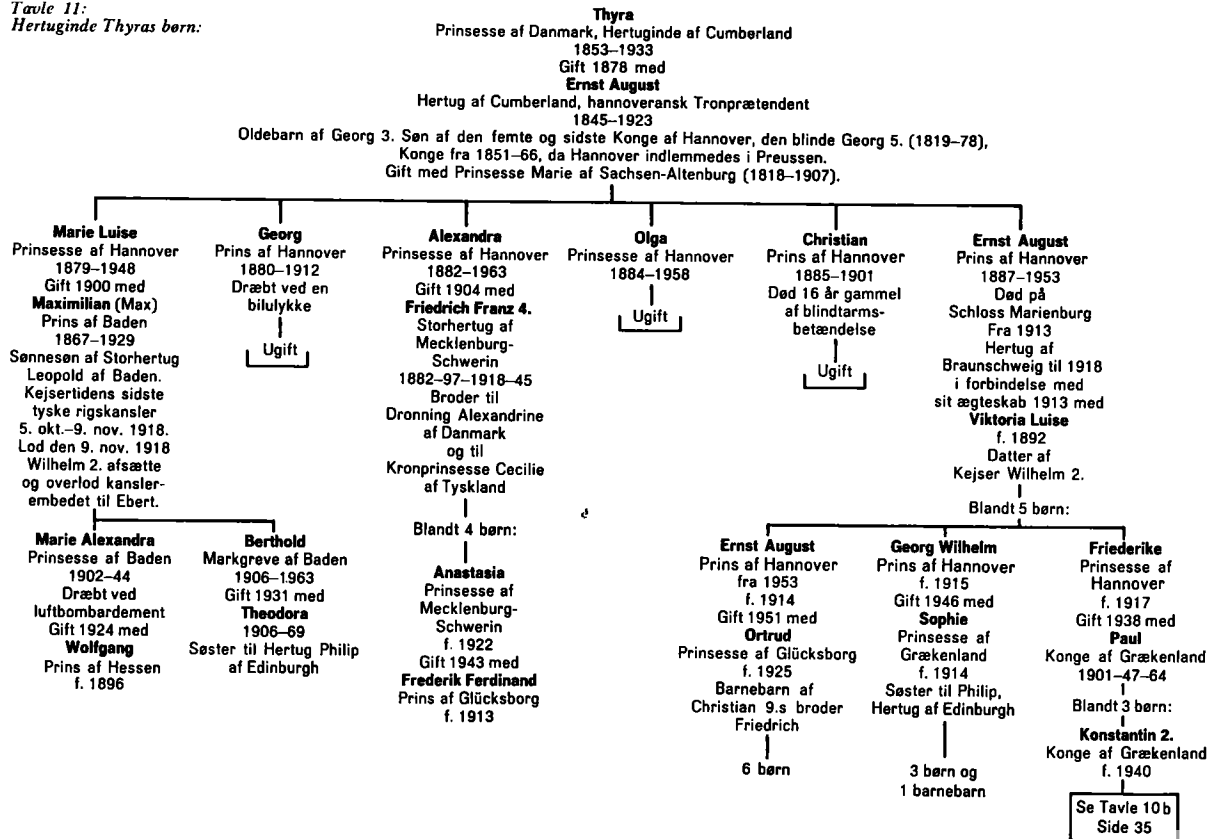 Tavle 11:
Hertuginde Thyras børn:
Thyra
Prinsesse af Danmark, Hertuginde af Cumberland
1853–1933
Gift 1878 med
Ernst August
Hertug af Cumberland, hannoveransk Tronprætendent
1845–1923
Oldebarn af Georg 3. Søn af den femte og sidste Konge af Hannover, den blinde Georg 5. (1819–78),
Konge fra 1851–66, da Hannover indlemmedes i Preussen.
Gift med Prinsesse Marie af Sachsen-Altenburg (1818–1907).
Marie Luise
Prinsesse af Hannover
1879–1948
Gift 1900 med
Maximilian (Max)
Prins af Baden
1867–1929
Sønnesøn af Storhertug
Leopold af Baden.
Kejsertidens sidste
tyske rigskansler
5. okt.–9. nov. 1918.
Lod den 9. nov. 1918
Wilhelm 2. afsætte
og overlod kansler-
embedet til Ebert.
Georg
Prins af Hannover
1880–1912
Dræbt ved en
bilulykke
Ugift
Alexandra
Prinsesse af Hannover
1882–1963
Gift 1904 med
Friedrich Franz 4.
Storhertug af
Mecklenburg-
Schwerin
1882–97–1918–45
Broder til
Dronning Alexandrine
af Danmark
og til
Kronprinsesse Cecilie
af Tyskland
Blandt 4 børn:
Olga
Prinsesse af Hannover
1884–1958
Ugift
Christian
Prins af Hannover
1885–1901
Død 16 år gammel
af blindtarms-
betændelse
Ugift
Ernst August
Prins af Hannover
1887–1953
Død på
Schloss Marienburg
Fra 1913
Hertug af
Braunschweig til 1918
i forbindelse med
sit ægteskab 1913 med
Viktoria Luise
f. 1892
Datter af
Kejser Wilhelm 2.
Blandt 5 børn:
Marie Alexandra
Prinsesse af Baden
1902–44
Dræbt ved
luftbombardement
Gift 1924 med
Wolfgang
Prins af Hessen
f. 1896
Berthold
Markgreve af Baden
1906–1963
Gift 1931 med
Theodora
1906–69
Søster til Hertug Philip
af Edinburgh
Anastasia
Prinsesse af
Mecklenburg-
Schwerin
f. 1922
Gift 1943 med
Frederik Ferdinand
Prins af Glücksborg
f. 1913
Ernst August
Prins af Hannover
fra 1953
f. 1914
Gift 1951 med
Ortrud
Prinsesse af Glücksborg
f. 1925
Barnebarn af
Christian 9.s broder
Friedrich
6 børn
Georg Wilhelm
Prins af Hannover
f. 1915
Gift 1946 med
Sophie
Prinsesse af
Grækenland
f. 1914
Søster til Philip,
Hertug af Edinburgh
3 børn og
1 barnebarn
Friederike
Prinsesse af
Hannover
f. 1917
Gift 1938 med
Paul
Konge af Grækenland
1901–47–64
Blandt 3 børn:
Konstantin 2.
Konge af Grækenland
f. 1940
Se Tavle 10b
Side 35